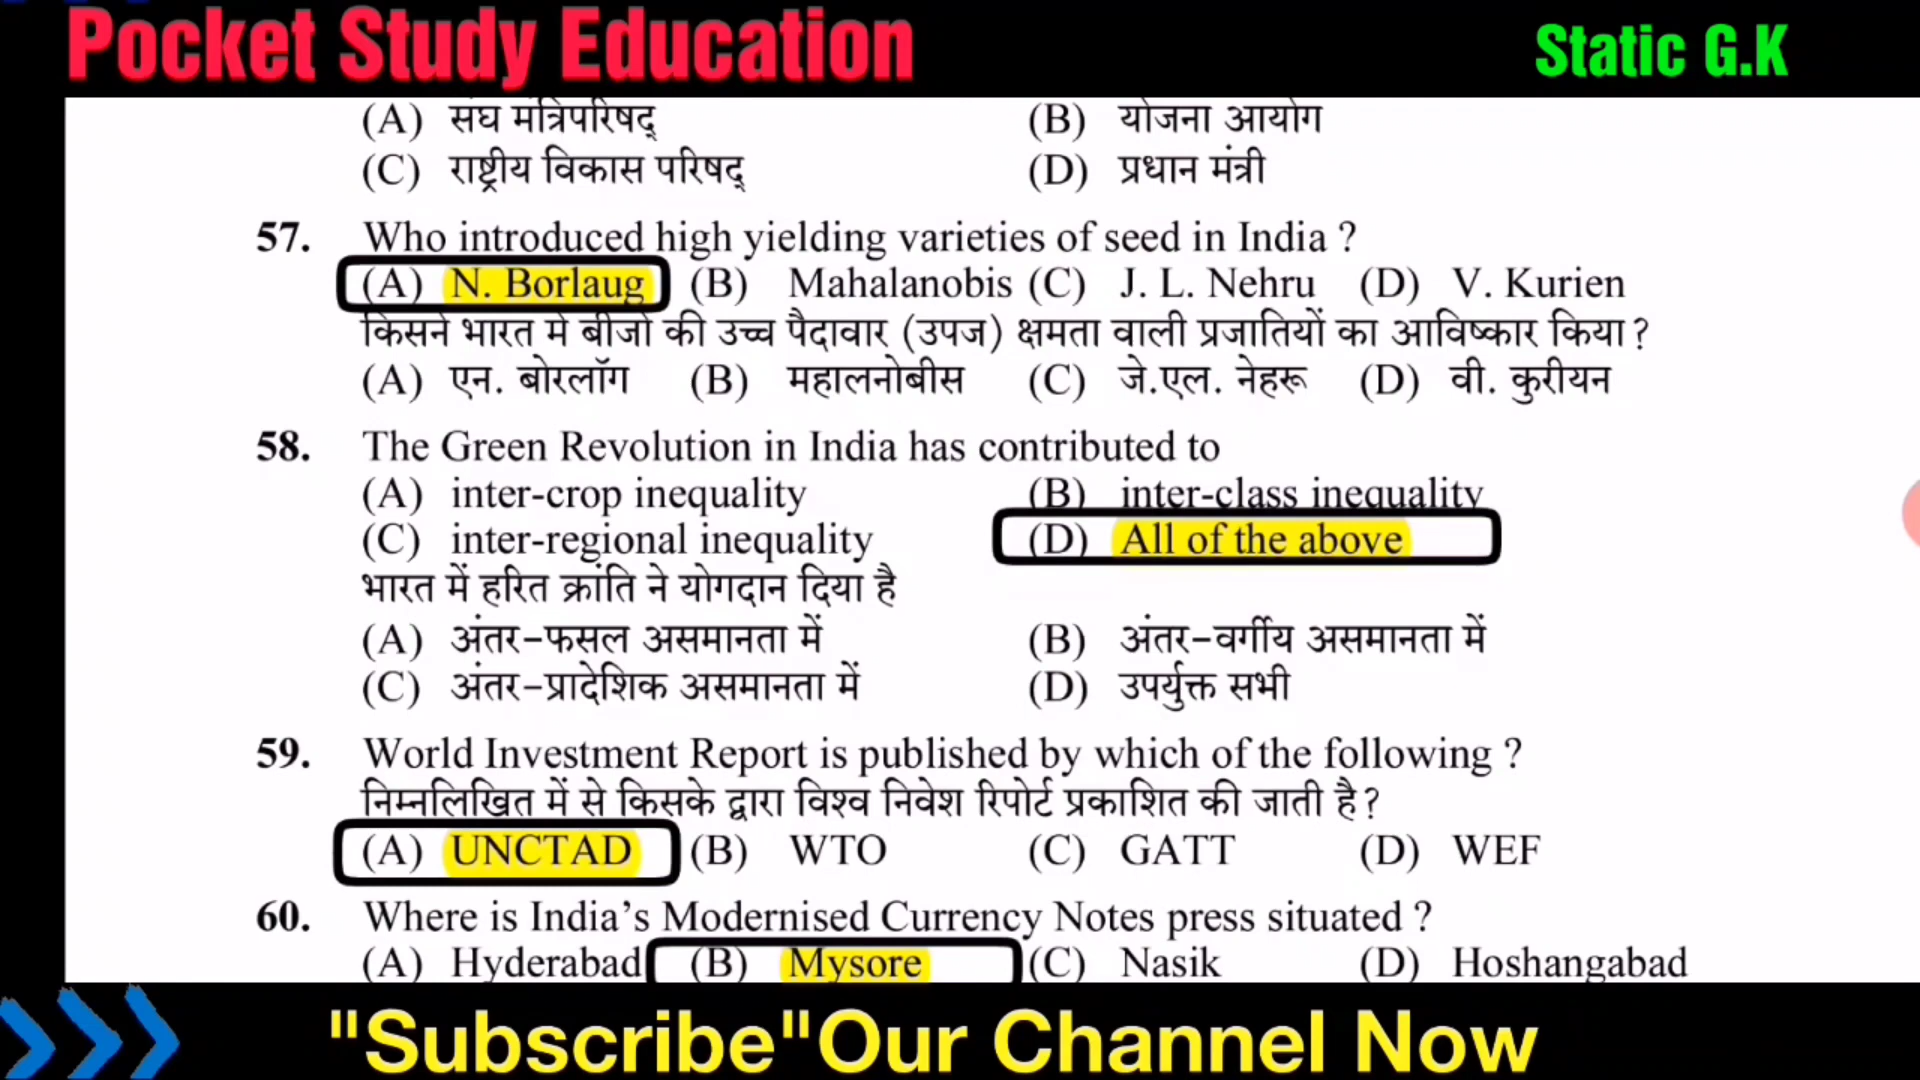 Pocket Study Education
Static G.K
(A) संघ मंत्रिपरिषद् (B) योजना आयोग
(C) राष्ट्रीय विकास परिषद् (D) प्रधान मंत्री
57. Who introduced high yielding varieties of seed in India ?
(A) N. Borlaug (B) Mahalanobis (C) J. L. Nehru (D) V. Kurien
किसने भारत में बीजों की उच्च पैदावार (उपज) क्षमता वाली प्रजातियों का आविष्कार किया ?
(A) एन. बोरलॉग (B) महालनोबीस (C) जे.एल. नेहरू (D) वी. कुरीयन
58. The Green Revolution in India has contributed to
(A) inter-crop inequality (B) inter-class inequality
(C) inter-regional inequality (D) All of the above
भारत में हरित क्रांति ने योगदान दिया है
(A) अंतर-फसल असमानता में (B) अंतर-वर्गीय असमानता में
(C) अंतर-प्रादेशिक असमानता में (D) उपर्युक्त सभी
59. World Investment Report is published by which of the following ?
निम्नलिखित में से किसके द्वारा विश्व निवेश रिपोर्ट प्रकाशित की जाती है ?
(A) UNCTAD (B) WTO (C) GATT (D) WEF
60. Where is India’s Modernised Currency Notes press situated ?
(A) Hyderabad (B) Mysore (C) Nasik (D) Hoshangabad
"Subscribe"Our Channel Now